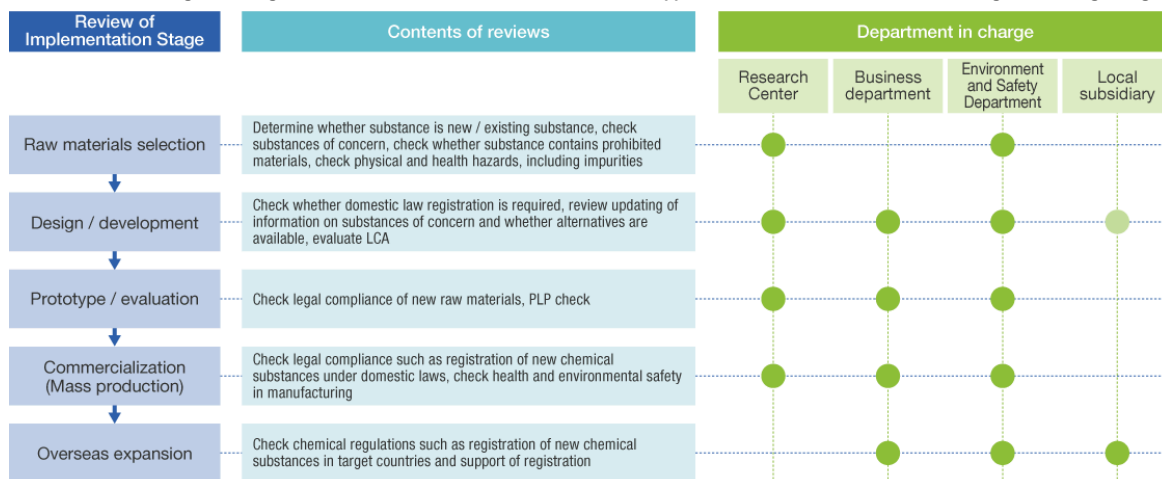 Review of
Implementation Stage
Contents of reviews
Department in charge
Research
Center
Business
department
Environment
and Safety
Department
Local
subsidiary
Raw materials selection
Determine whether substance is new / existing substance, check
substances of concern, check whether substance contains prohibited
materials, check physical and health hazards, including impurities
Design / development
Check whether domestic law registration is required, review updating of
information on substances of concern and whether alternatives are
available, evaluate LCA
Prototype / evaluation
Check legal compliance of new raw materials, PLP check
Commercialization
(Mass production)
Check legal compliance such as registration of new chemical
substances under domestic laws, check health and environmental safety
in manufacturing
Overseas expansion
Check chemical regulations such as registration of new chemical
substances in target countries and support of registration